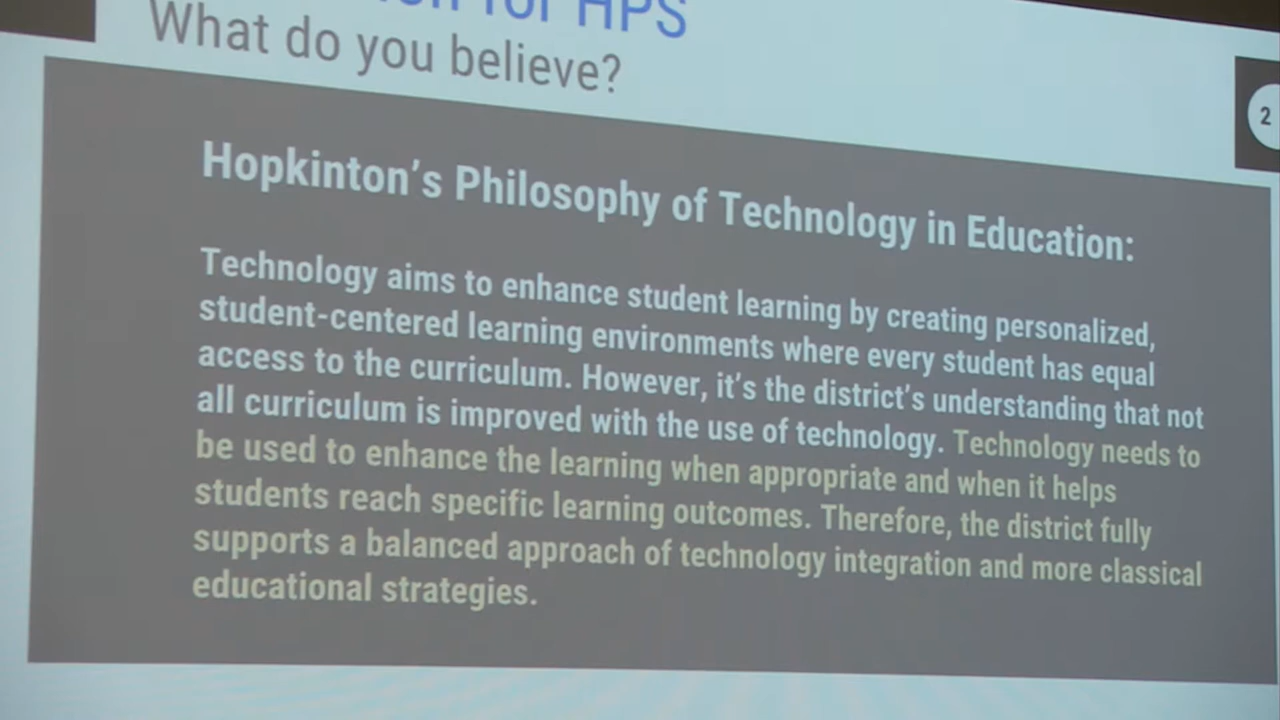 for HPS
What do you believe?
2
Hopkinton’s Philosophy of Technology in Education:
Technology aims to enhance student learning by creating personalized,
student-centered learning environments where every student has equal
access to the curriculum. However, it’s the district’s understanding that not
all curriculum is improved with the use of technology. Technology needs to
be used to enhance the learning when appropriate and when it helps
students reach specific learning outcomes. Therefore, the district fully
supports a balanced approach of technology integration and more classical
educational strategies.